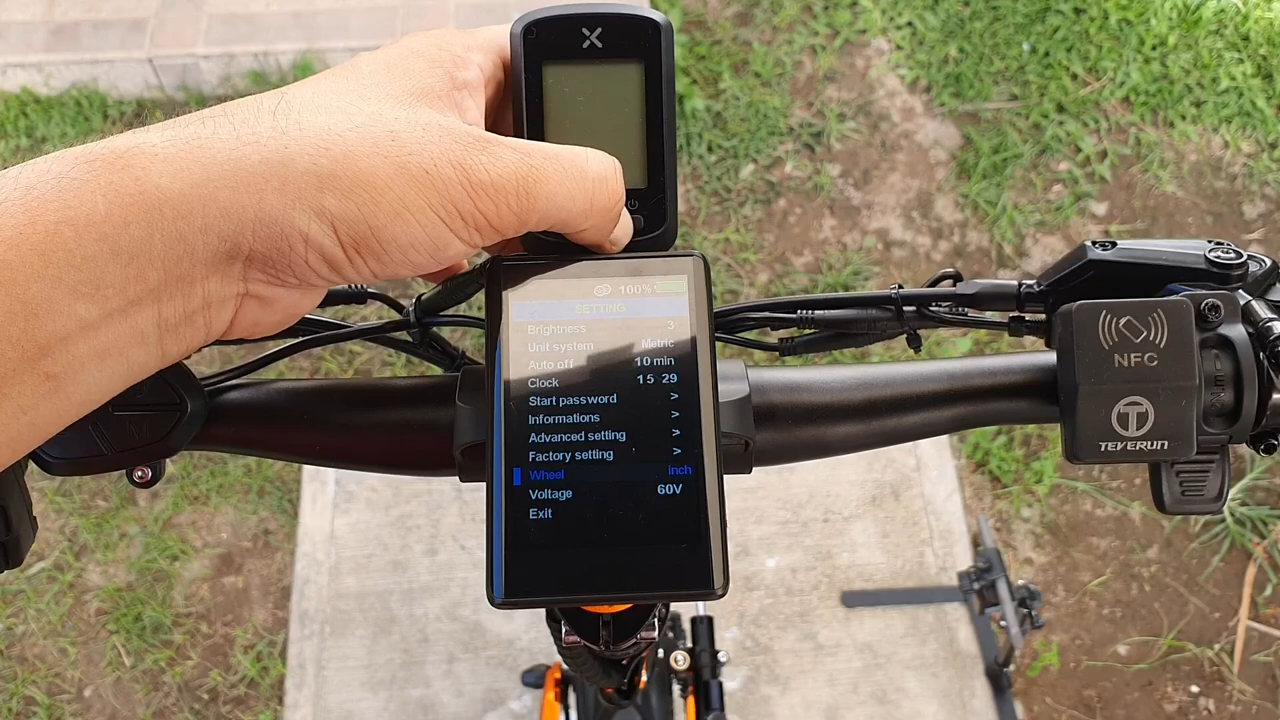 100%
SETTING
Brightness 3
Unit system Metric
Auto off 10 min
Clock 15 29
Start password >
Informations >
Advanced setting >
Factory setting >
Wheel inch
Voltage 60V
Exit
NFC
TEVERUN